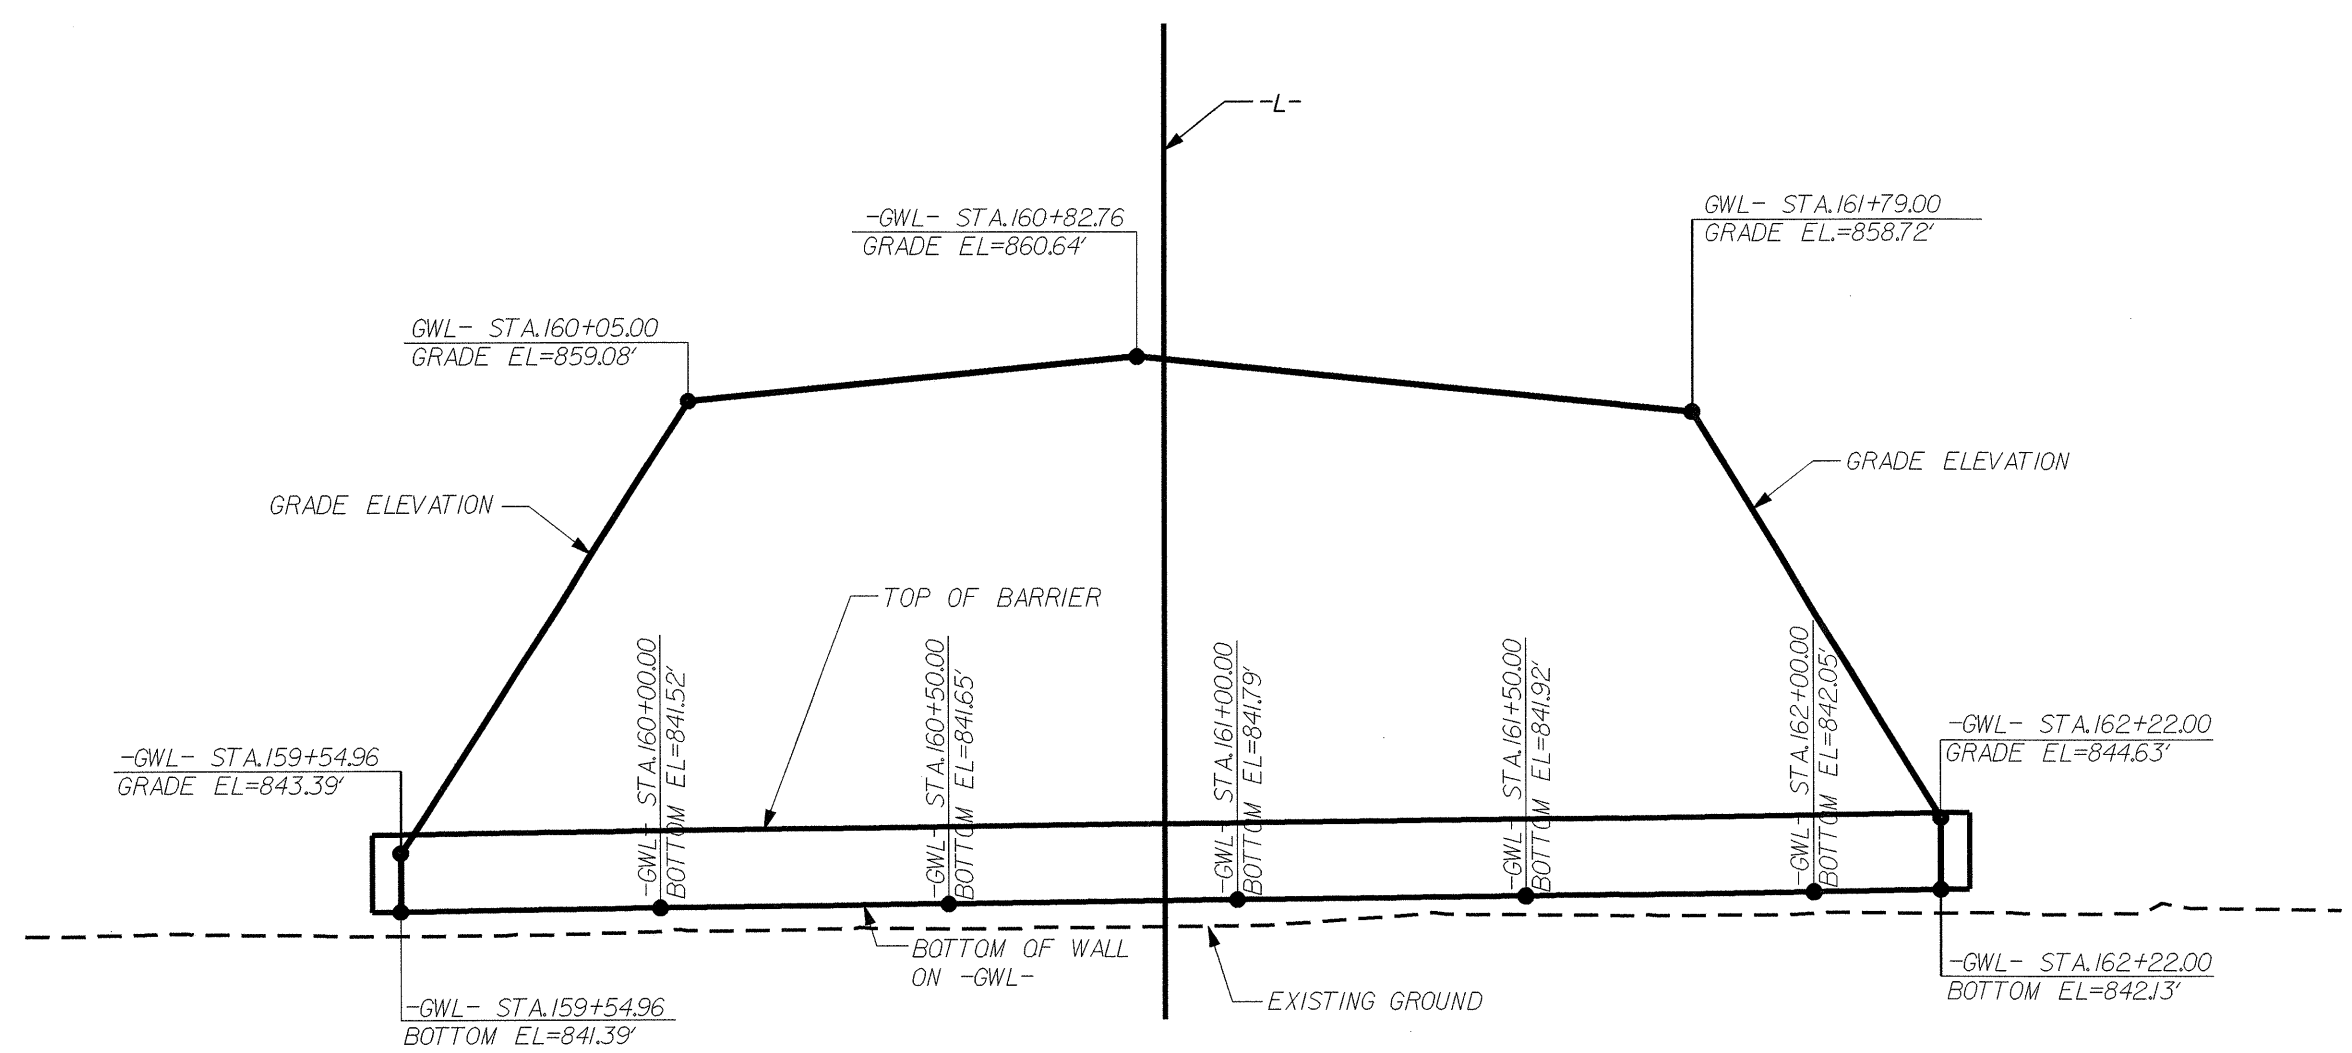 -L-
-GWL- STA.160+82.76
GRADE EL=860.64'
GWL- STA.161+79.00
GRADE EL.=858.72'
GWL- STA.160+05.00
GRADE EL=859.08'
GRADE ELEVATION
GRADE ELEVATION
TOP OF BARRIER
-GWL- STA.160+00.00
BOTTOM EL=841.52'
-GWL- STA.160+50.00
BOTTOM EL=841.65'
-GWL- STA.161+00.00
BOTTOM EL=841.79'
-GWL- STA.161+50.00
BOTTOM EL=841.92'
-GWL- STA.162+00.00
BOTTOM EL=842.05'
-GWL- STA.159+54.96
GRADE EL=843.39'
-GWL- STA.162+22.00
GRADE EL=844.63'
BOTTOM OF WALL
ON -GWL-
EXISTING GROUND
-GWL- STA.162+22.00
BOTTOM EL=842.13'
-GWL- STA.159+54.96
BOTTOM EL=841.39'